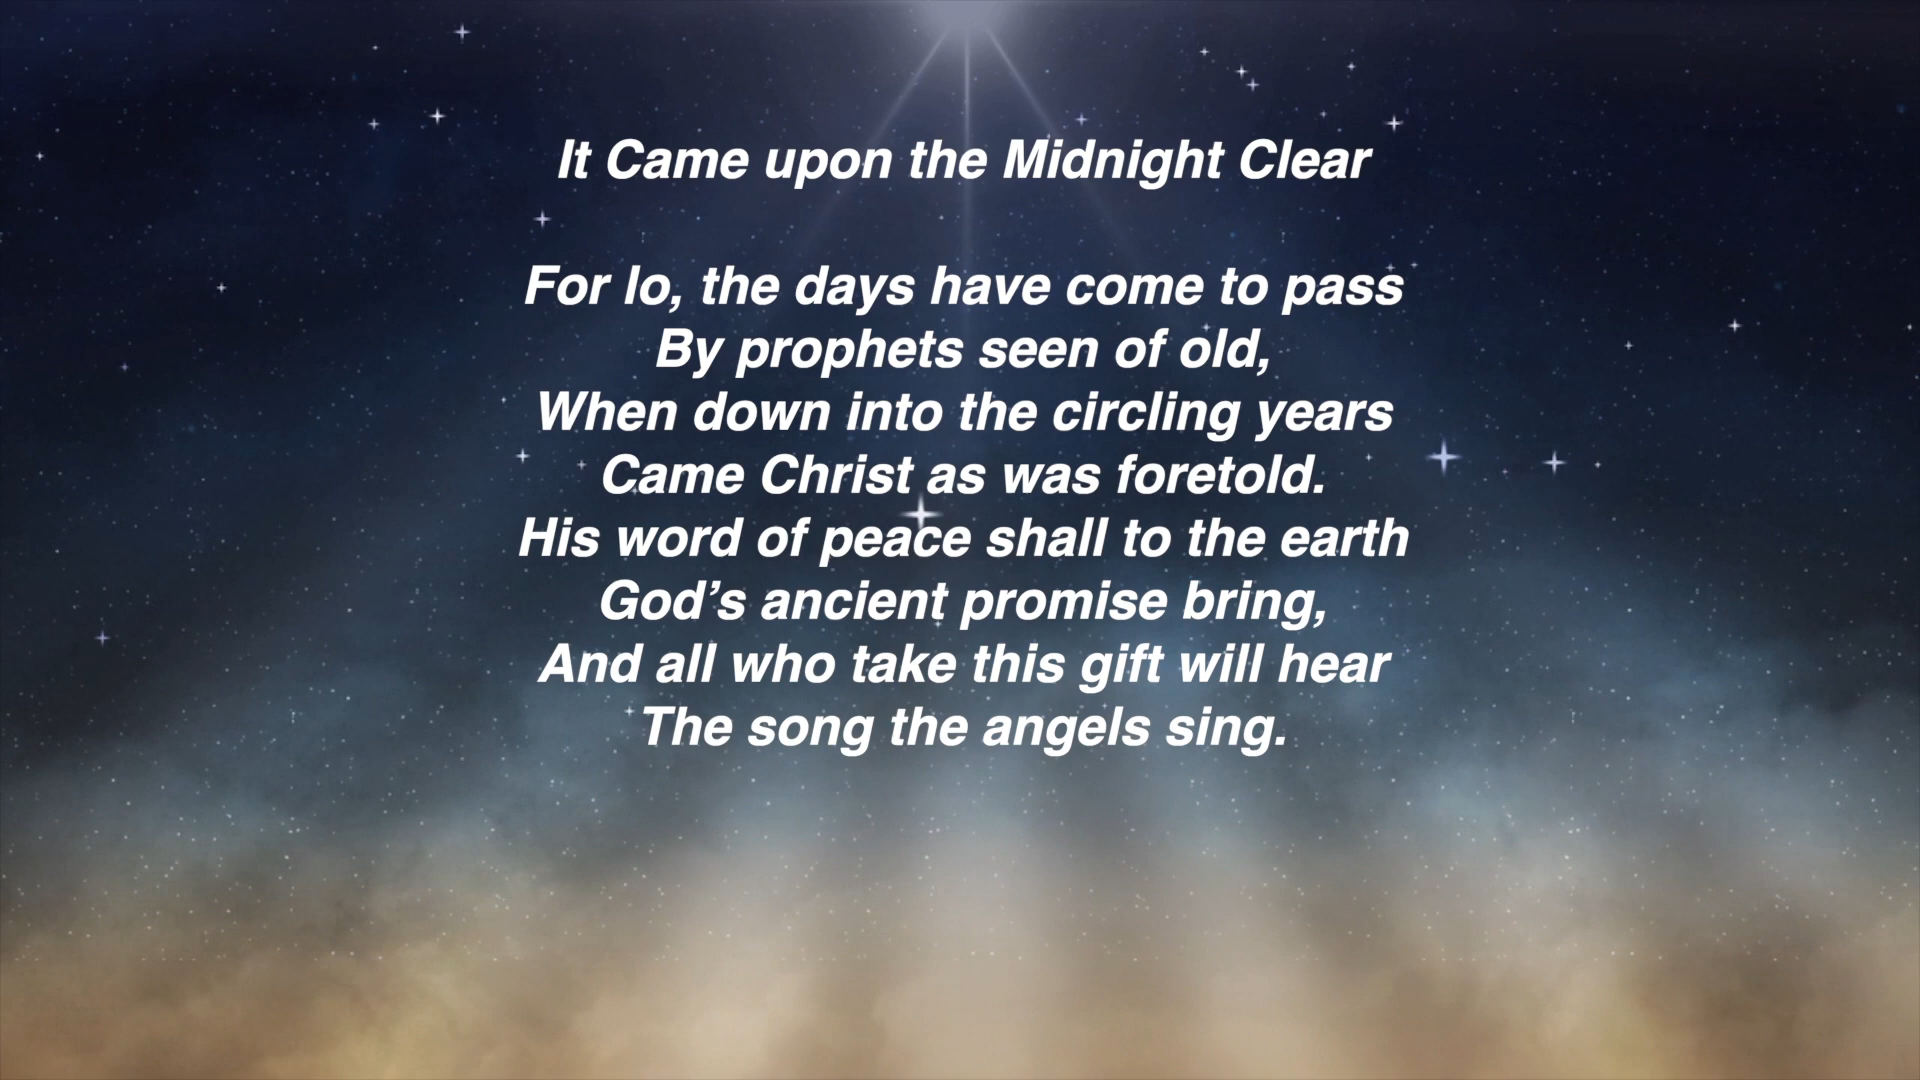 It Came upon the Midnight Clear
For lo, the days have come to pass
By prophets seen of old,
When down into the circling years
Came Christ as was foretold.
His word of peace shall to the earth
God’s ancient promise bring,
And all who take this gift will hear
The song the angels sing.